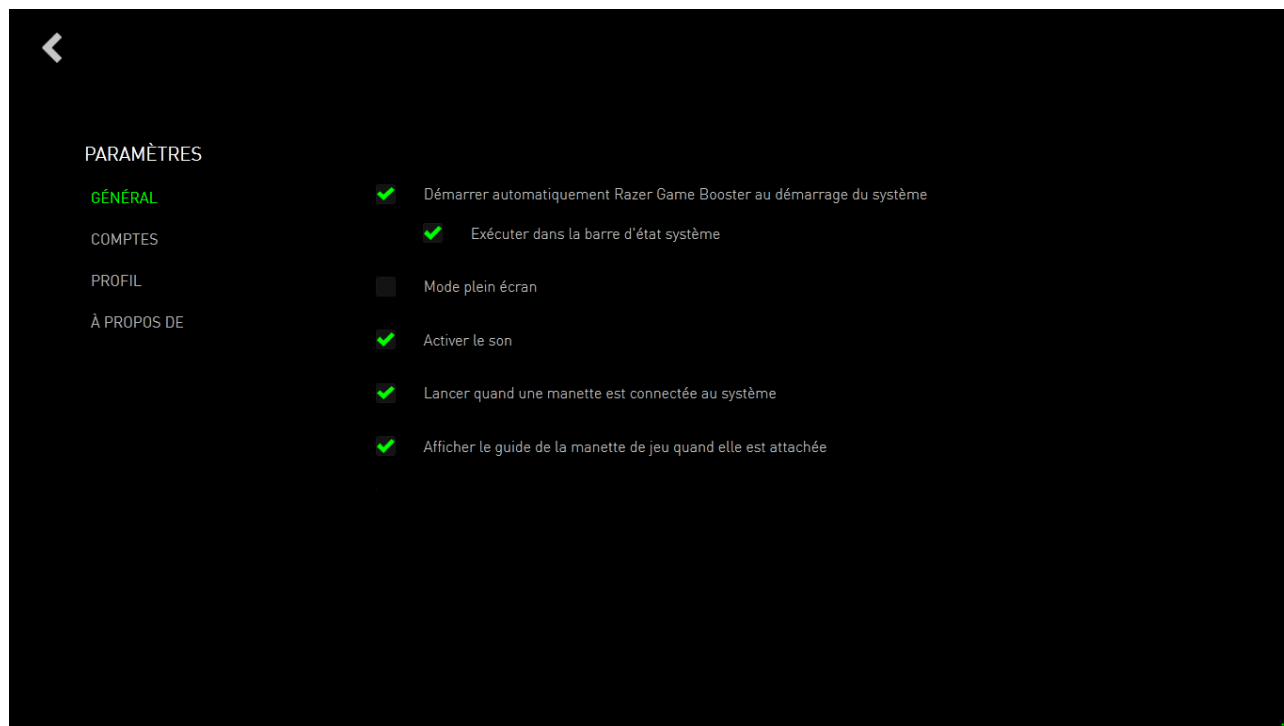 PARAMÈTRES
GÉNÉRAL
COMPTES
PROFIL
À PROPOS DE
Démarrer automatiquement Razer Game Booster au démarrage du système
Exécuter dans la barre d'état système
Mode plein écran
Activer le son
Lancer quand une manette est connectée au système
Afficher le guide de la manette de jeu quand elle est attachée